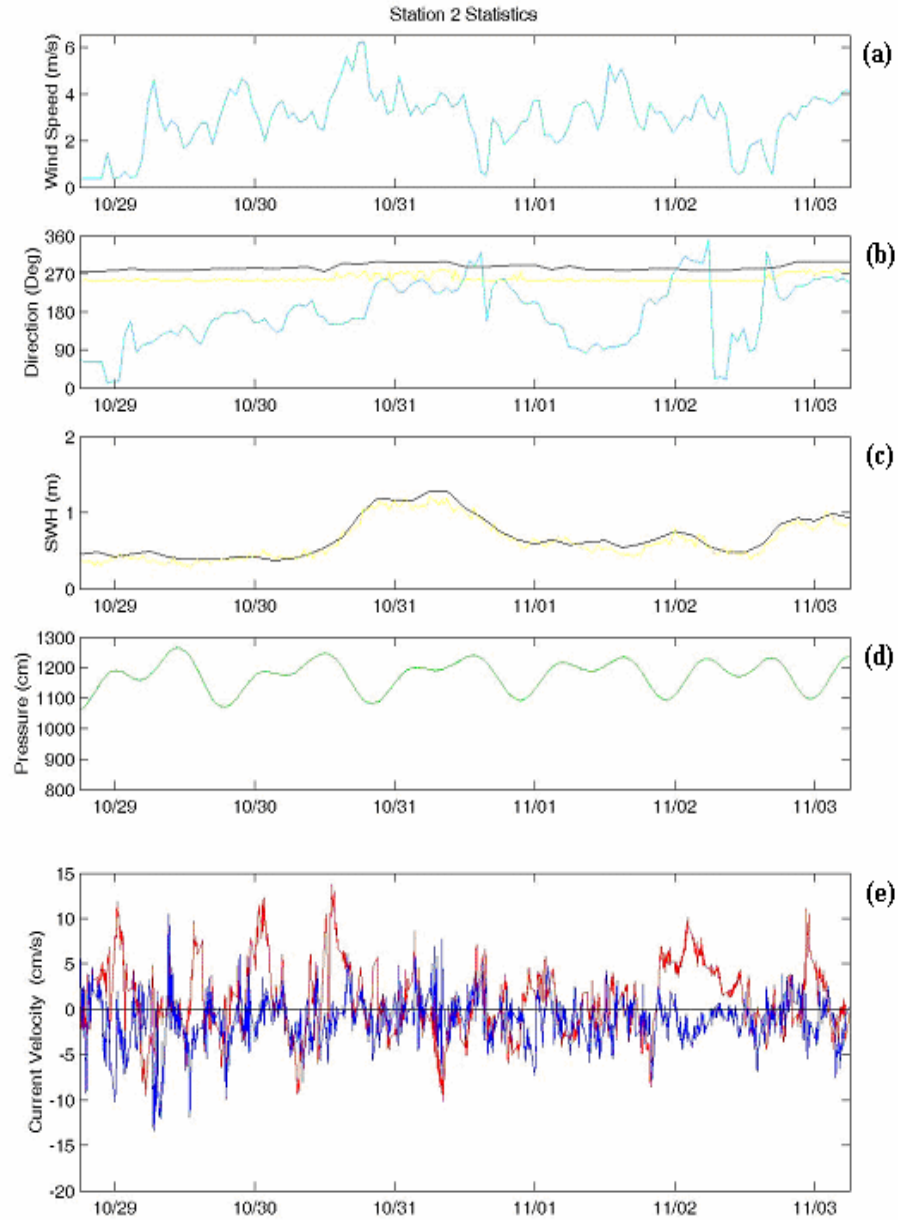 Station 2 Statistics
(a)
Wind Speed (m/s)
6
4
2
0
10/29 10/30 10/31 11/01 11/02 11/03
(b)
Direction (Deg)
360
270
180
90
0
10/29 10/30 10/31 11/01 11/02 11/03
(c)
SWH (m)
2
1
0
10/29 10/30 10/31 11/01 11/02 11/03
(d)
Pressure (cm)
1300
1200
1100
1000
900
800
10/29 10/30 10/31 11/01 11/02 11/03
(e)
Current Velocity (cm/s)
15
10
5
0
-5
-10
-15
-20
10/29 10/30 10/31 11/01 11/02 11/03